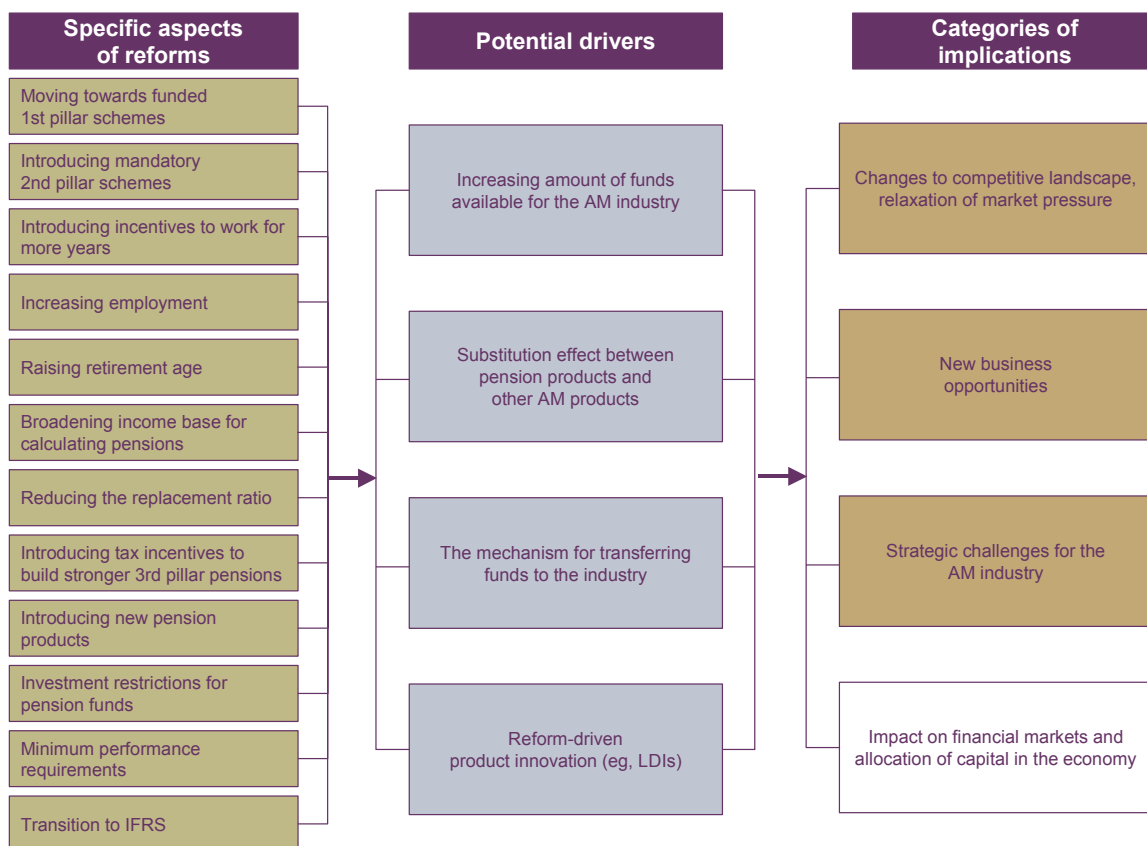 Specific aspects
of reforms
Moving towards funded
1st pillar schemes
Introducing mandatory
2nd pillar schemes
Introducing incentives to work for
more years
Increasing employment
Raising retirement age
Broadening income base for
calculating pensions
Reducing the replacement ratio
Introducing tax incentives to
build stronger 3rd pillar pensions
Introducing new pension
products
Investment restrictions for
pension funds
Minimum performance
requirements
Transition to IFRS
Potential drivers
Increasing amount of funds
available for the AM industry
Substitution effect between
pension products and
other AM products
The mechanism for transferring
funds to the industry
Reform-driven
product innovation (eg, LDIs)
Categories of
implications
Changes to competitive landscape,
relaxation of market pressure
New business
opportunities
Strategic challenges for the
AM industry
Impact on financial markets and
allocation of capital in the economy